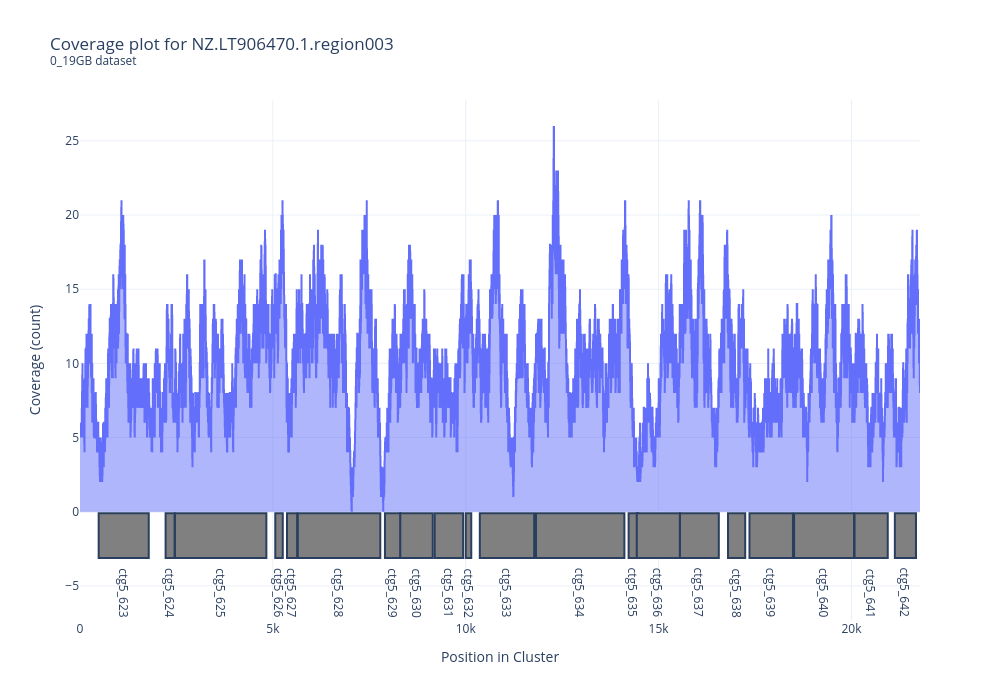 Coverage plot for NZ.LT906470.1.region003
0_19GB dataset
Coverage (count)
25
20
15
10
5
0
−5
ctg5_623
ctg5_624
ctg5_625
ctg5_626
ctg5_627
ctg5_628
ctg5_629
ctg5_630
ctg5_631
ctg5_632
ctg5_633
ctg5_634
ctg5_635
ctg5_636
ctg5_637
ctg5_638
ctg5_639
ctg5_640
ctg5_641
ctg5_642
0 5k 10k 15k 20k
Position in Cluster